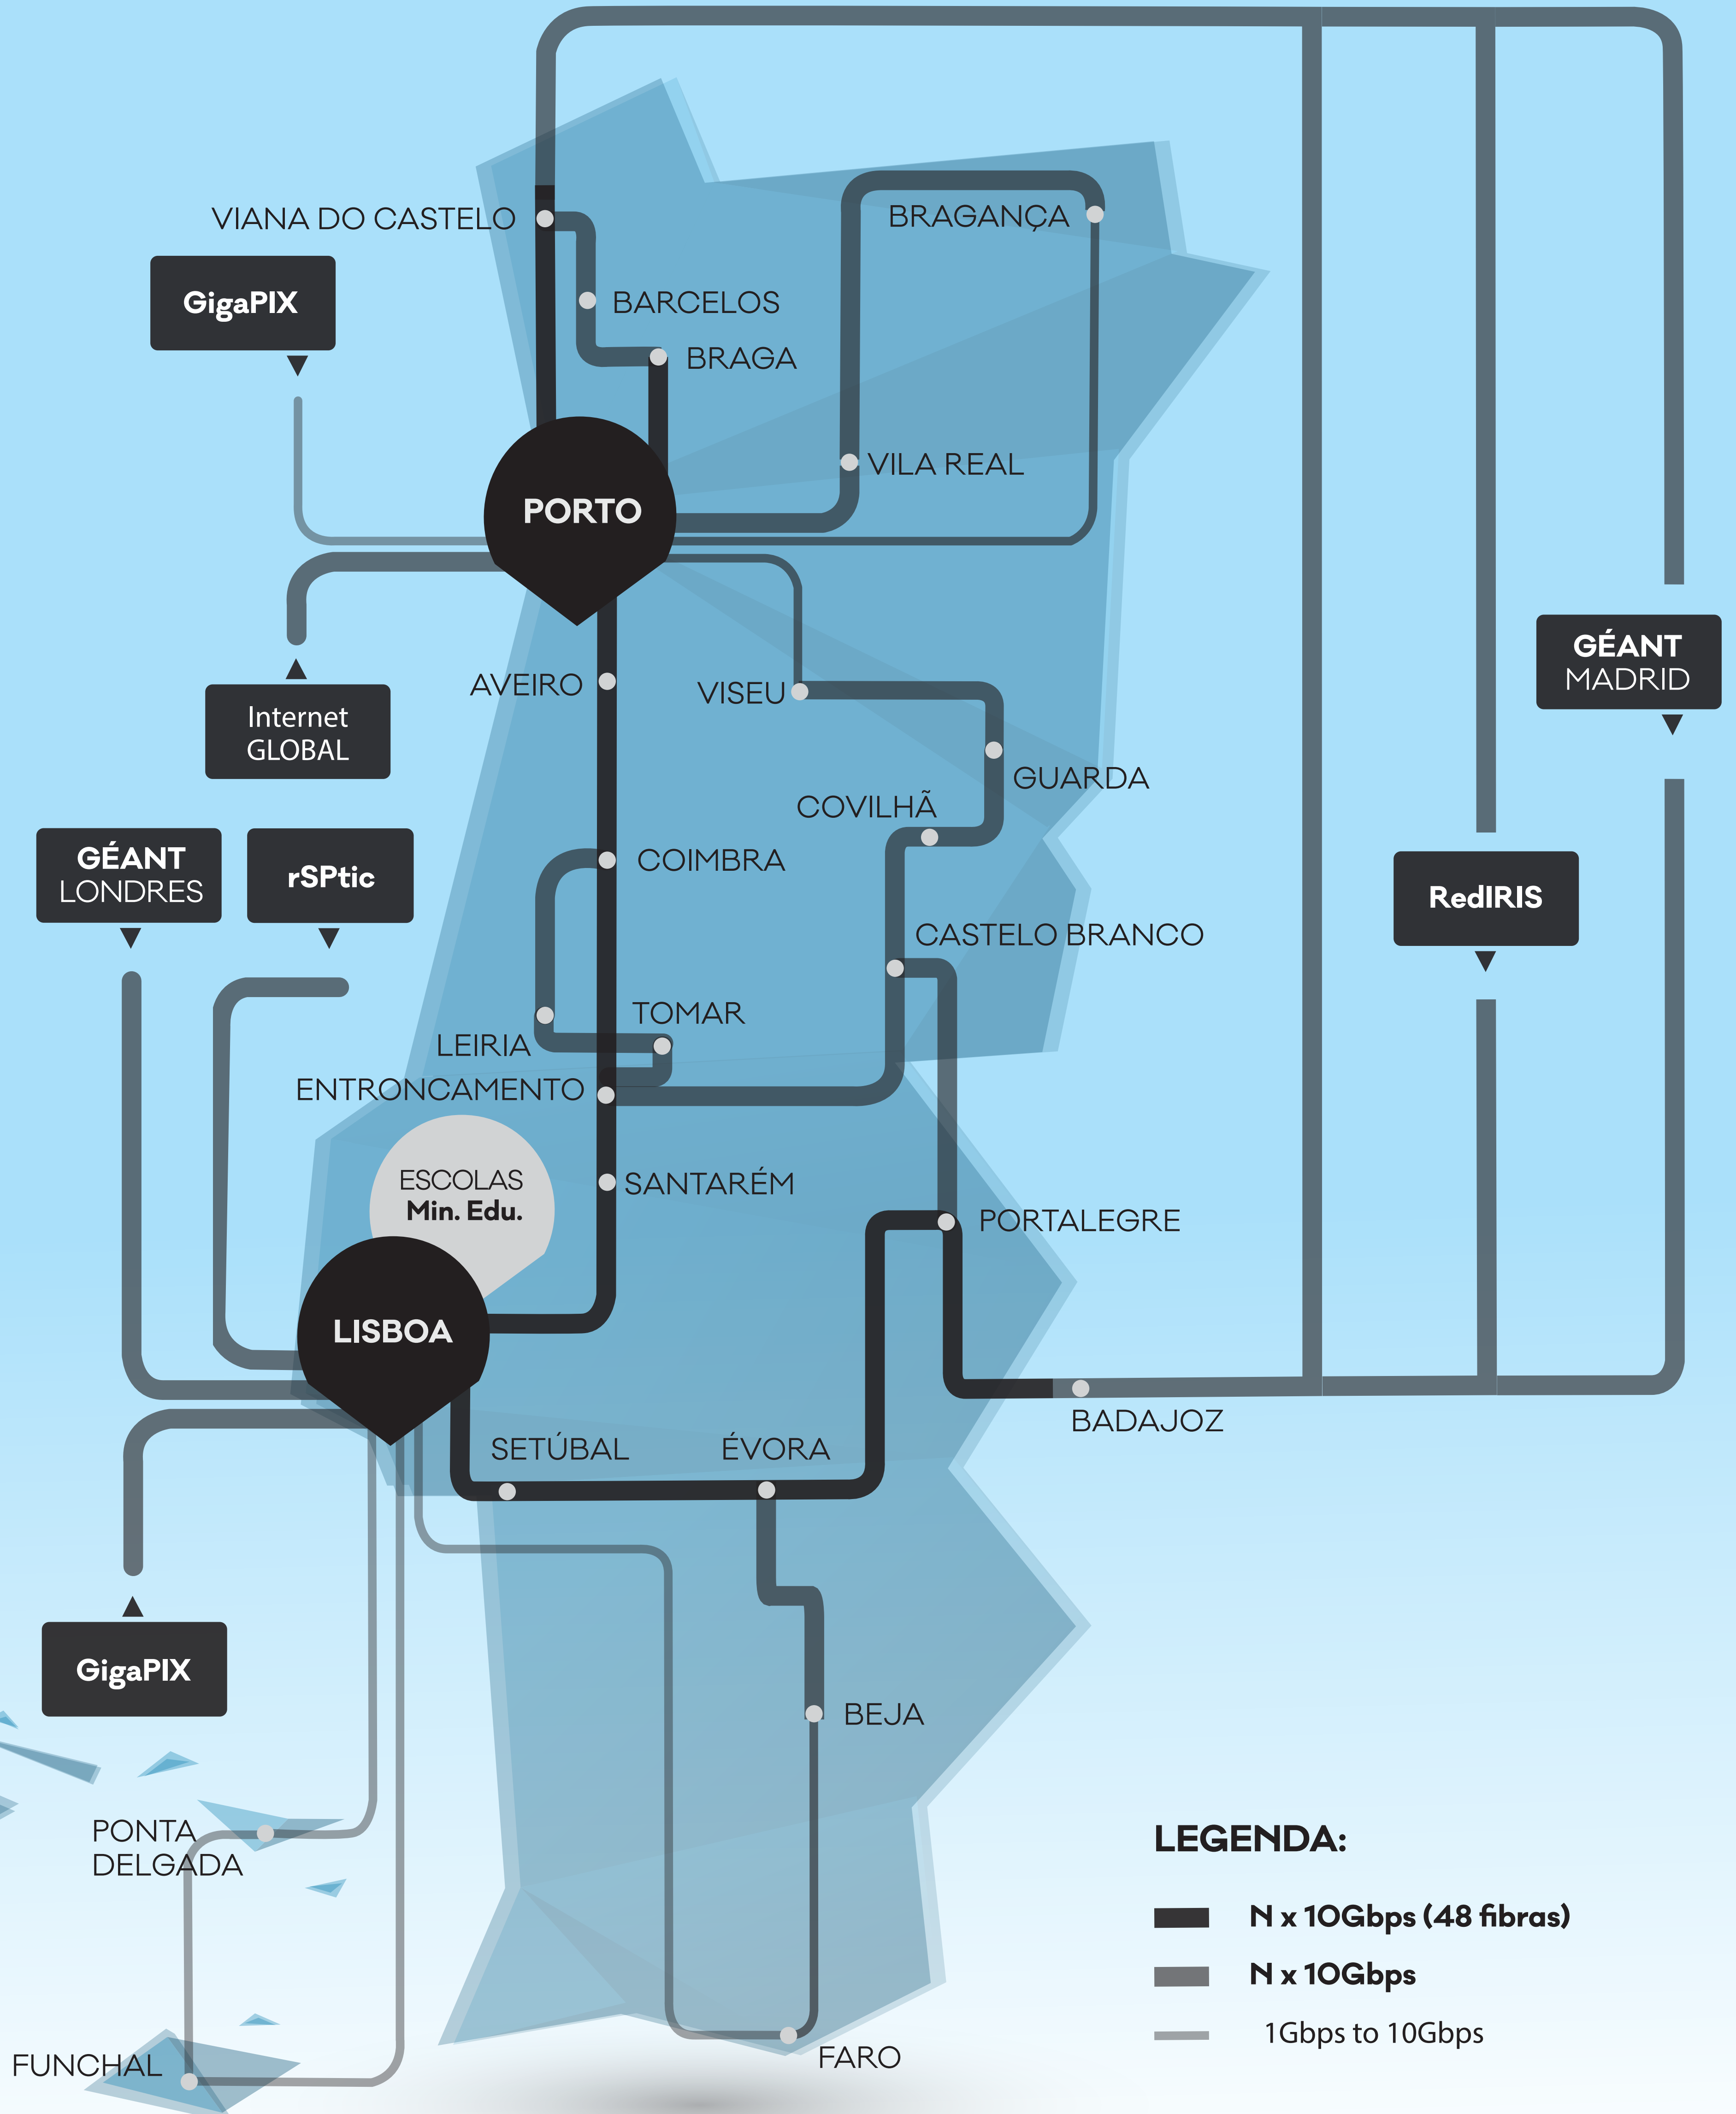 VIANA DO CASTELO
BRAGANÇA
GigaPIX
BARCELOS
BRAGA
VILA REAL
PORTO
GÉANT
MADRID
AVEIRO
VISEU
Internet
GLOBAL
GUARDA
COVILHÃ
GÉANT
LONDRES
rSPtic
COIMBRA
RedIRIS
CASTELO BRANCO
TOMAR
LEIRIA
ENTRONCAMENTO
ESCOLAS
Min. Edu.
SANTARÉM
PORTALEGRE
LISBOA
BADAJOZ
SETÚBAL
ÉVORA
GigaPIX
BEJA
PONTA
DELGADA
LEGENDA:
N x 10Gbps (48 fibras)
N x 10Gbps
1Gbps to 10Gbps
FARO
FUNCHAL